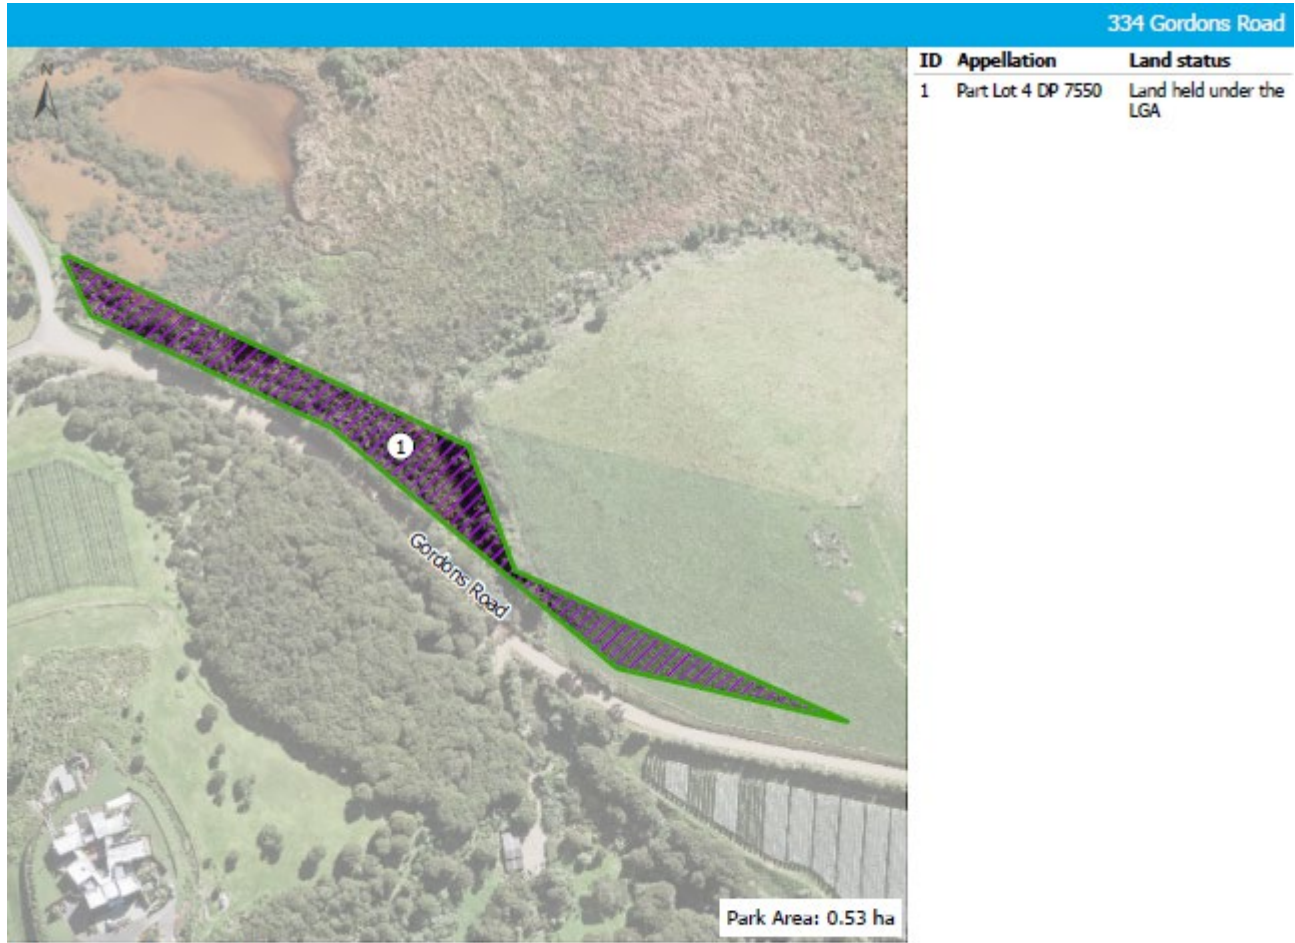 334 Gordons Road
N
ID Appellation Land status
1 Part Lot 4 DP 7550 Land held under the
LGA
1
Gordons Road
Park Area: 0.53 ha